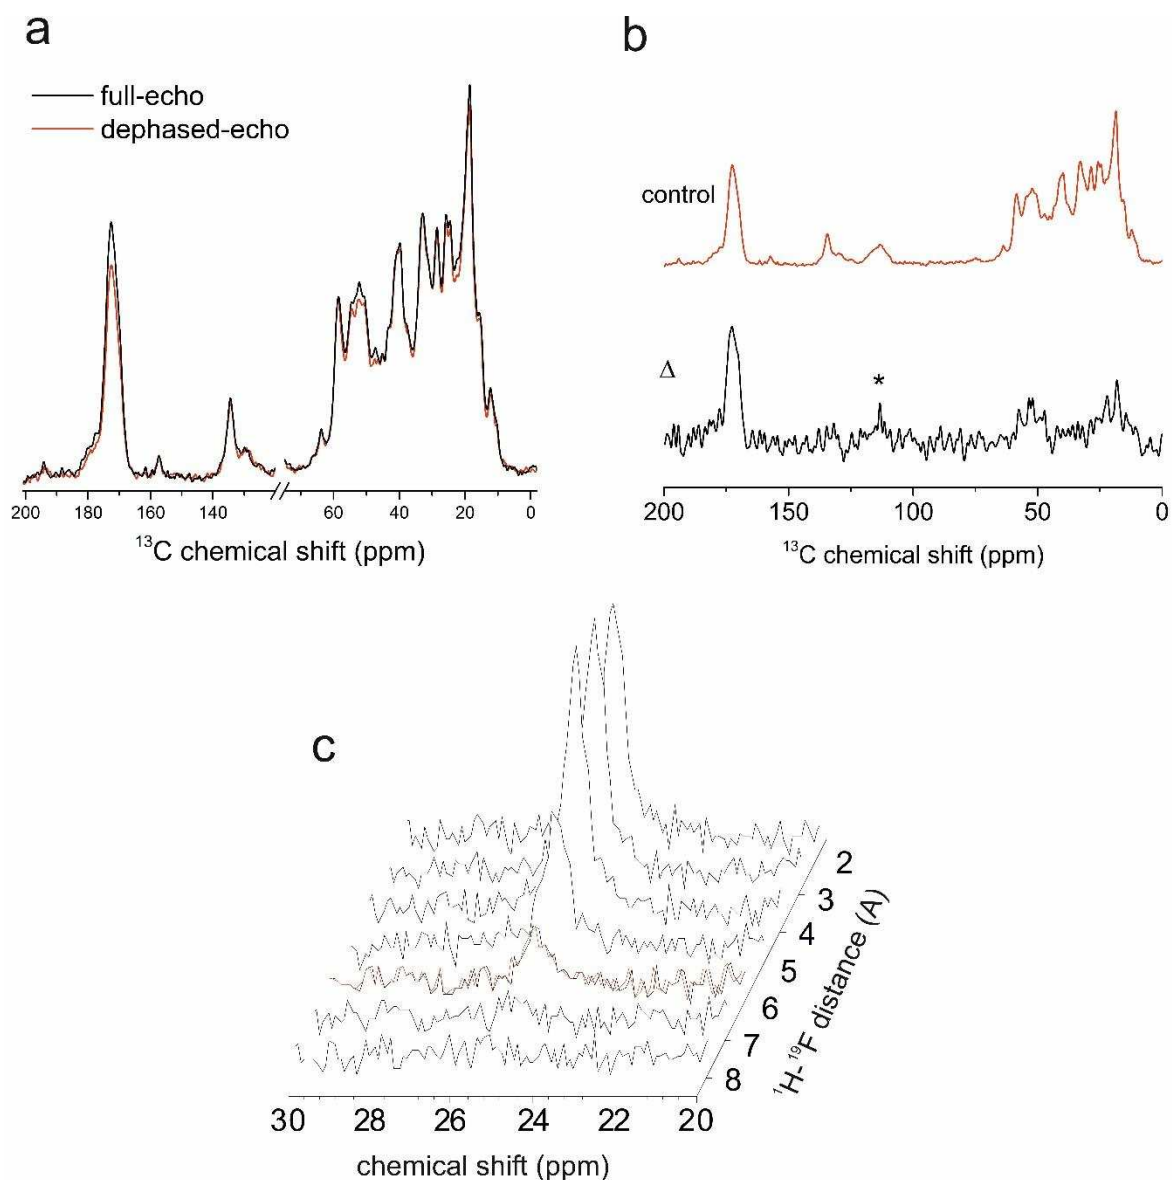 a
full-echo
dephased-echo
200 180 160 140 60 40 20 0
13C chemical shift (ppm)
b
control
Δ
*
200 150 100 50 0
13C chemical shift (ppm)
c
2
3
4
5
6
7
8
1H-19F distance (A)
30 28 26 24 22 20
chemical shift (ppm)